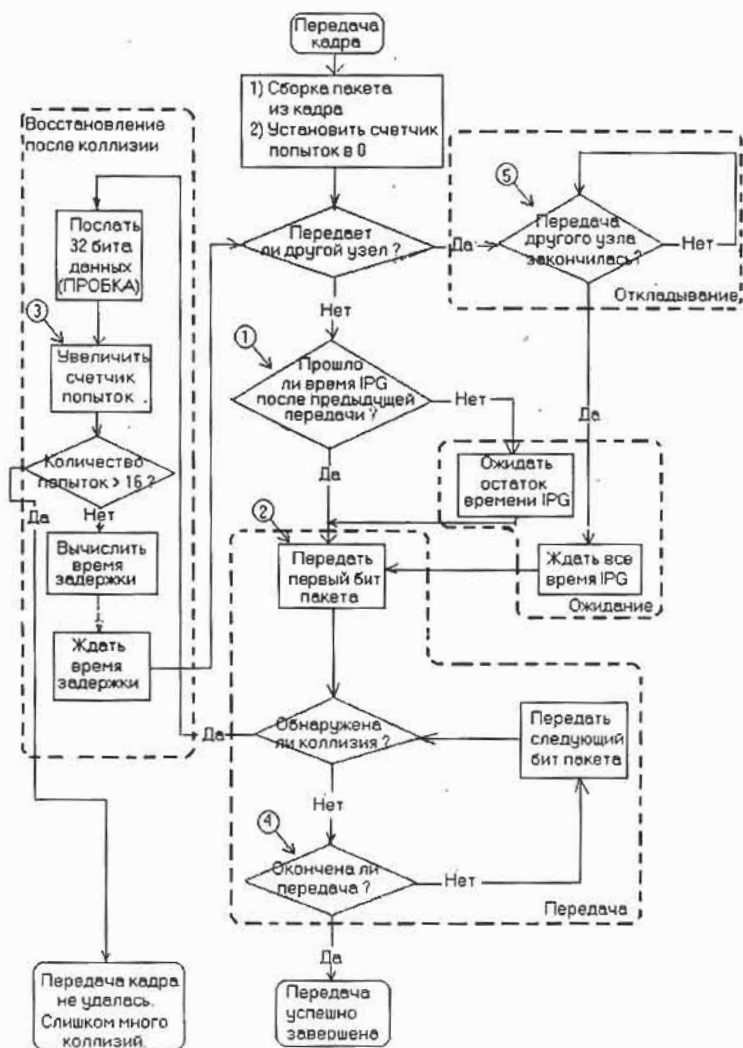 Передача
кадра
1) Сборка пакета
из кадра
2) Установить счетчик
попыток в 0
Восстановление
после коллизии
5
Послать
32 бита
данных
(ПРОБКА)
Передает
ли другой узел ?
Да
Передача
другого узла
закончилась?
Нет
Откладывание
3
Нет
1
Увеличить
счетчик
попыток
Прошло
ли время IPG
после предыдущей
передачи ?
Нет
Да
Количество
попыток > 16 ?
Да
Ожидать
остаток
времени IPG
Да
Нет
2
Вычислить
время
задержки
Передать
первый бит
пакета
Ждать все
время IPG
Ожидание
Ждать
время
задержки
Да
Обнаружена
ли коллизия ?
Передать
следующий
бит пакета
Нет
4
Окончена ли
передача ?
Нет
Передача
Да
Передача кадра
не удалась.
Слишком много
коллизий
Передача
успешно
завершена